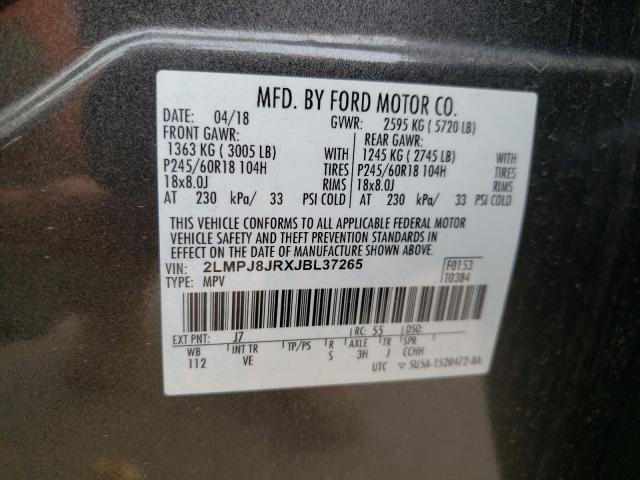 MFD. BY FORD MOTOR CO.
DATE: 04/18 GVWR: 2595 KG ( 5720 LB)
FRONT GAWR: REAR GAWR:
1363 KG ( 3005 LB) WITH 1245 KG ( 2745 LB) WITH
P245/60R18 104H TIRES P245/60R18 104H TIRES
18x8.0J RIMS 18x8.0J RIMS
AT 230 kPa/ 33 PSI COLD AT 230 kPa/ 33 PSI COLD
THIS VEHICLE CONFORMS TO ALL APPLICABLE FEDERAL MOTOR
VEHICLE SAFETY AND THEFT PREVENTION STANDARDS IN
EFFECT ON THE DATE OF MANUFACTURE SHOWN ABOVE.
VIN: 2LMPJ8JRXJBL37265 F0153
TYPE: MPV T0384
EXT PNT: J7 RC: 55 DSO:
WB INT TR TP/PS R AXLE TR SPR
112 VE S 3H J CCHH
UTC ▽ SU5A-1520472-BA